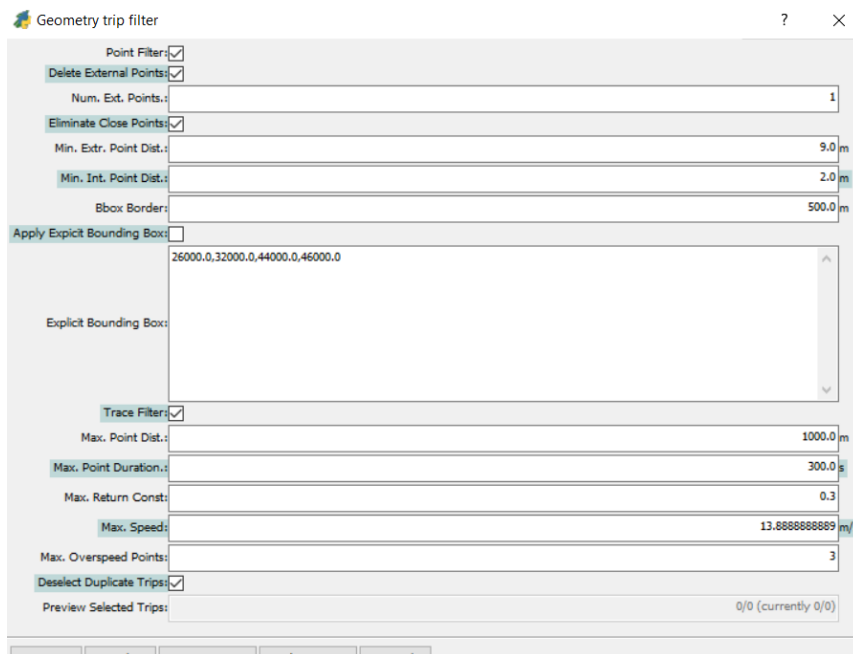 Geometry trip filter ? ×
Point Filter:
Delete External Points:
Num. Ext. Points.: 1
Eliminate Close Points:
Min. Extr. Point Dist.: 9.0 m
Min. Int. Point Dist.: 2.0 m
Bbox Border: 500.0 m
Apply Expicit Bounding Box:
26000.0,32000.0,44000.0,46000.0
Explicit Bounding Box:
Trace Filter:
Max. Point Dist.: 1000.0 m
Max. Point Duration.: 300.0 s
Max. Return Const: 0.3
Max. Speed: 13.8888888889 m/
Max. Overspeed Points: 3
Deselect Duplicate Trips:
Preview Selected Trips: 0/0 (currently 0/0)